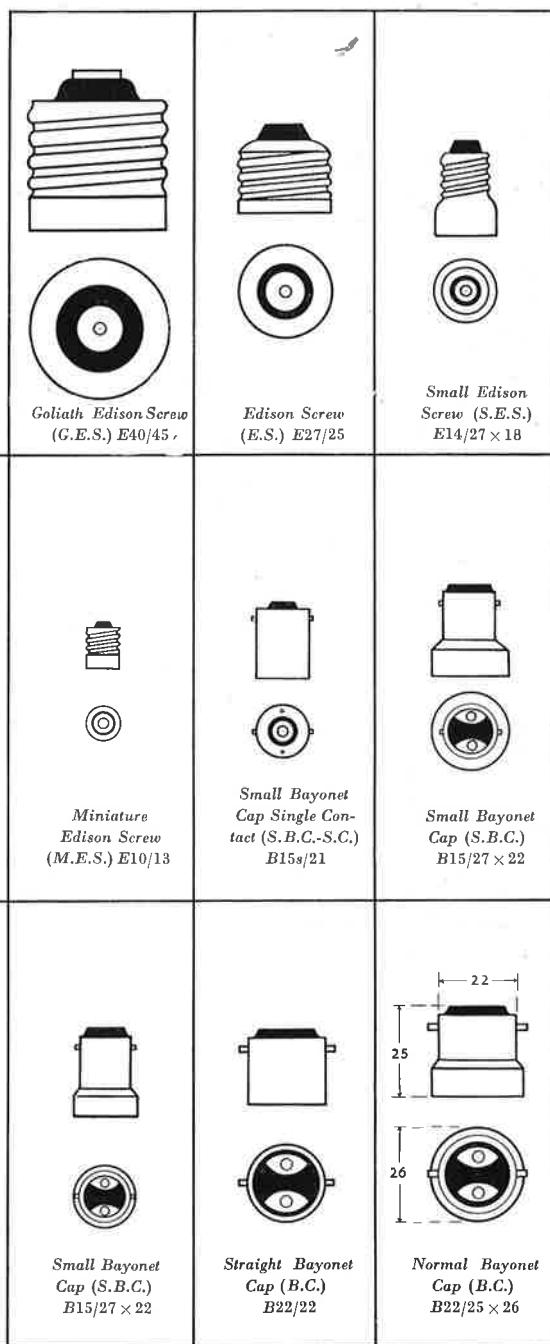 Goliath Edison Screw
(G.E.S.) E40/45
Edison Screw
(E.S.) E27/25
Small Edison
Screw (S.E.S.)
E14/27 × 18
Miniature
Edison Screw
(M.E.S.) E10/13
Small Bayonet
Cap Single Con-
tact (S.B.C.-S.C.)
B15s/21
Small Bayonet
Cap (S.B.C.)
B15/27 × 22
Small Bayonet
Cap (S.B.C.)
B15/27 × 22
Straight Bayonet
Cap (B.C.)
B22/22
22
25
26
Normal Bayonet
Cap (B.C.)
B22/25 × 26